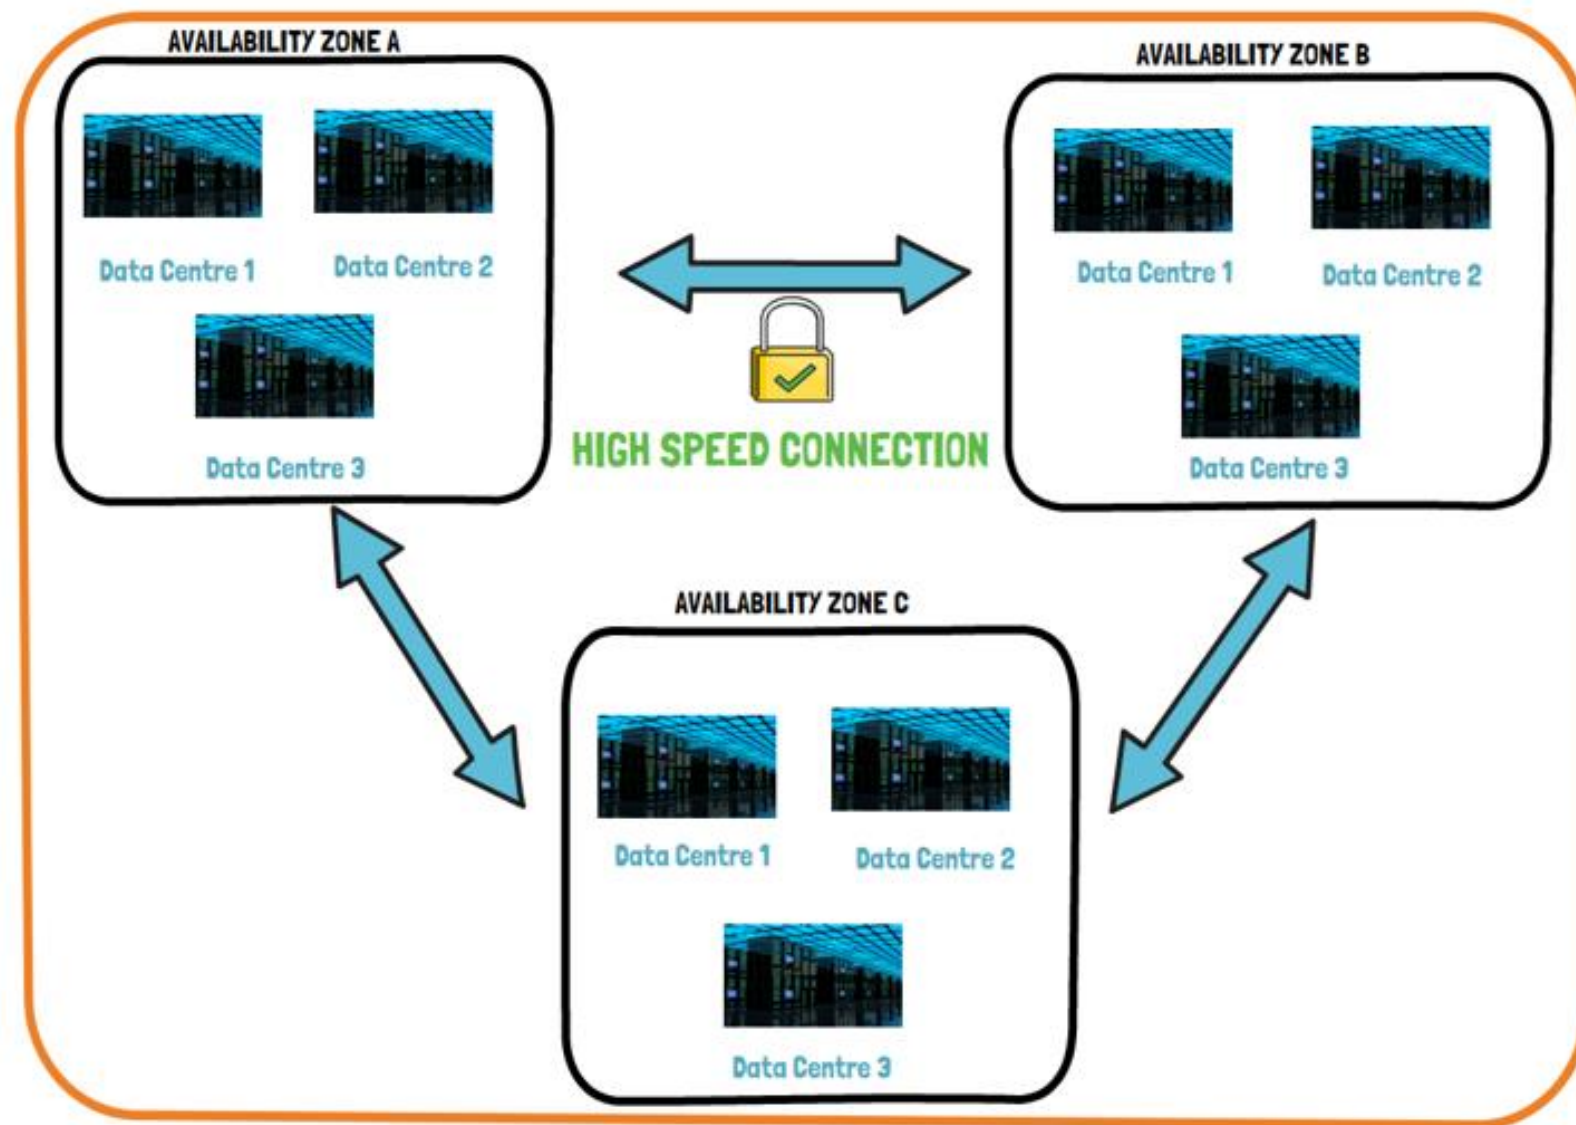 AVAILABILITY ZONE A
Data Centre 1
Data Centre 2
Data Centre 3
AVAILABILITY ZONE B
Data Centre 1
Data Centre 2
Data Centre 3
HIGH SPEED CONNECTION
AVAILABILITY ZONE C
Data Centre 1
Data Centre 2
Data Centre 3